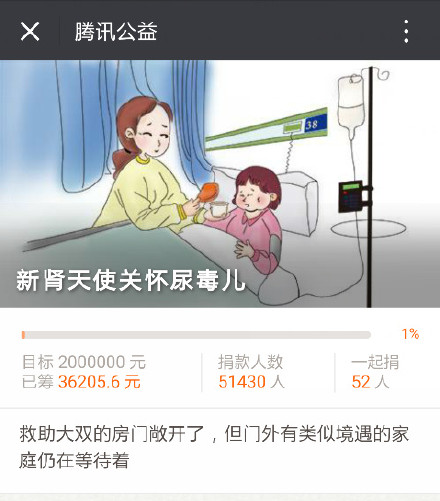 腾讯公益
38
新肾天使关怀尿毒儿
1%
目标 2000000 元
已筹 36205.6 元
捐款人数
51430 人
一起捐
52 人
救助大双的房门敞开了，但门外有类似境遇的家
庭仍在等待着